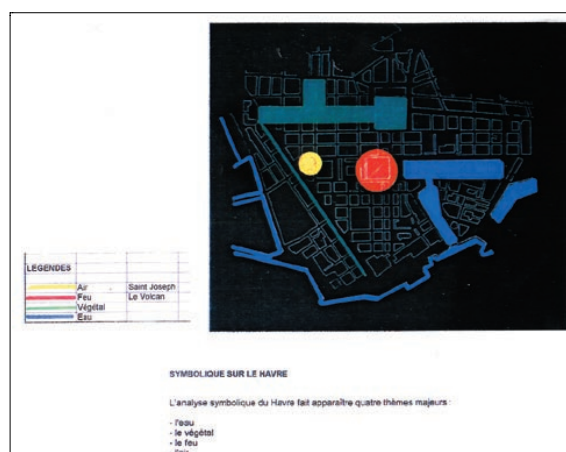 LEGENDES
Air Saint Joseph
Feu Le Volcan
Végétal
Eau
SYMBOLIQUE SUR LE HAVRE
L'analyse symbolique du Havre fait apparaître quatre thèmes majeurs :
- l'eau
- le végétal
- le feu
- l'air